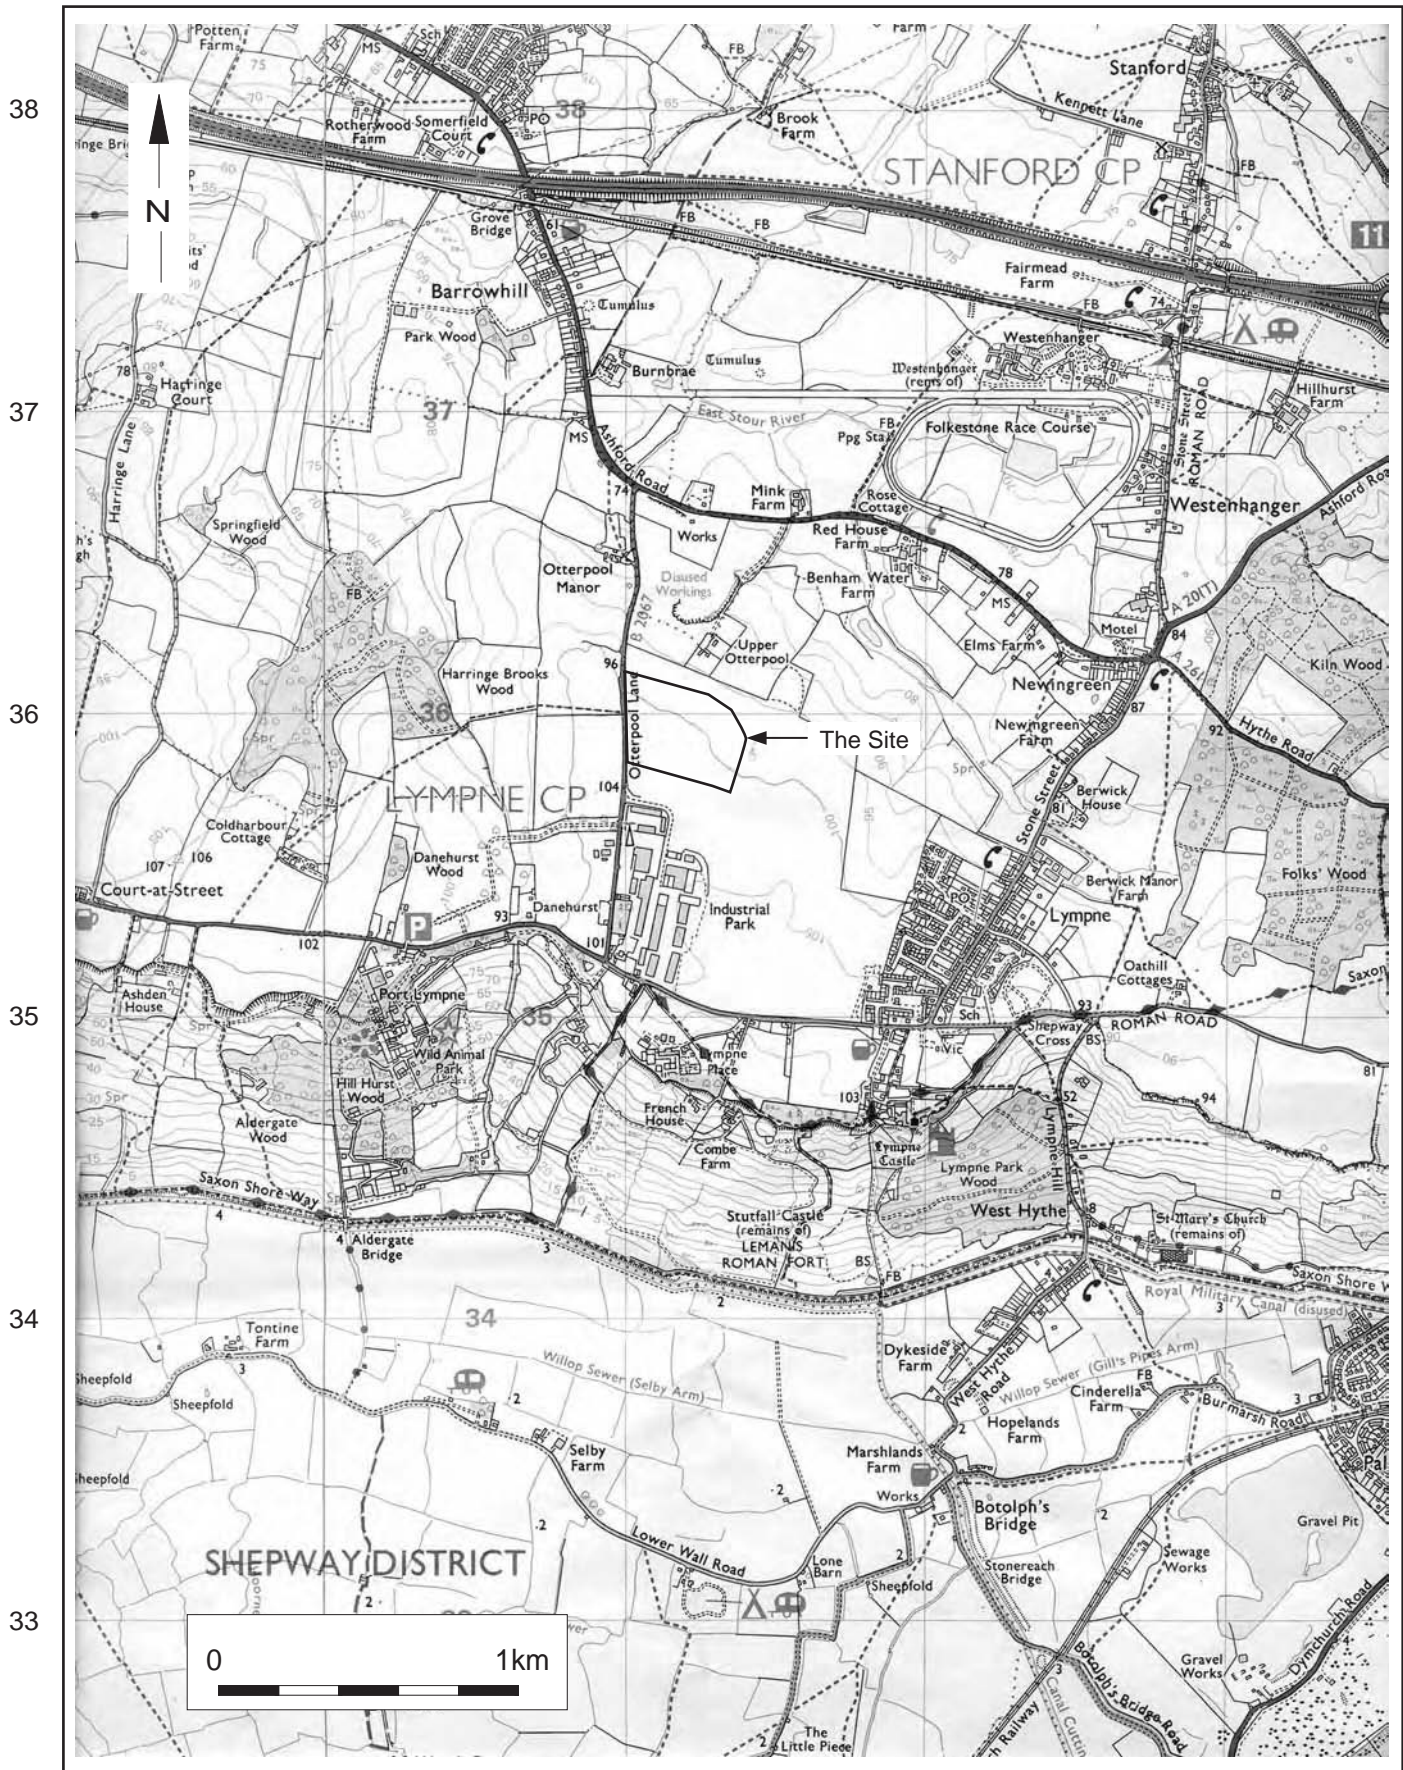 Potten
Farm
MS
Sch
FB
Farm
Stanford
Kennett Lane
38
Rotherwood
Farm
Somerfield
Court
PO
38
Brook
Farm
STANFORD CP
FB
N
Grove
Bridge
61
FB
FB
11
Fairmead
Farm
FB
74
Barrowhill
Tumulus
Park Wood
Burnbrae
Tumulus
Westenhanger
Westenhanger
(rems of)
78
Harringe
Court
Hillhurst
Farm
37
37
East Stour River
FB
Ppg Sta
Folkestone Race Course
Stone Street
ROMAN ROAD
MS
Ashford Road
Harringe Lane
74
Mink
Farm
Rose
Cottage
Westenhanger
Ashford Road
Springfield
Wood
Works
Red House
Farm
Otterpool
Manor
Disused
Workings
Benham Water
Farm
78
MS
FB
B 2067
A 20(T)
Upper
Otterpool
Elms Farm
Motel
84
A 261
Kiln Wood
96
Harringe Brooks
Wood
Newingreen
87
36
36
Otterpool Lane
The Site
Newingreen
Farm
92
Hythe Road
Spr
Spr
104
LYMPNE CP
Stone Street
81
Berwick
House
Coldharbour
Cottage
107
106
Danehurst
Wood
Folks' Wood
Court-at-Street
Berwick Manor
Farm
PO
93
Danehurst
Industrial
Park
Lympne
P
102
101
Oathill
Cottages
Saxon
Ashden
House
Port Lympne
35
35
Sch
93
ROMAN ROAD
Shepway
Cross
BS
Spr
Wild Animal
Park
Lympne
Place
Vic
81
Hill Hurst
Wood
103
52
94
Spr
French
House
Aldergate
Wood
Combe
Farm
Lympne
Castle
Lympne Park
Wood
Lympne Hill
Saxon Shore Way
Stutfall Castle
(remains of)
LEMANIS
ROMAN FORT
West Hythe
8
St Mary's Church
(remains of)
4
4
Aldergate
Bridge
3
BS
FB
Saxon Shore W
2
Royal Military Canal (disused)
3
34
34
Tontine
Farm
Dykeside
Farm
Sheepfold
3
Willop Sewer (Selby Arm)
West Hythe
Road
Willop Sewer (Gill's Pipes Arm)
FB
Cinderella
Farm
3
Sheepfold
2
2
Burmarsh Road
Hopelands
Farm
Selby
Farm
Marshlands
Farm
Pal
Sheepfold
2
Works
Botolph's
Bridge
2
Gravel Pit
2
Lower Wall Road
SHEPWAY DISTRICT
Lone
Barn
2
Stonereach
Bridge
Sewage
Works
Sheepfold
2
33
Dymchurch Road
0
1km
3
Gravel
Works
4
Botolph's Bridge Road
Canal Cutting
The
Little Piece
2
h Railway